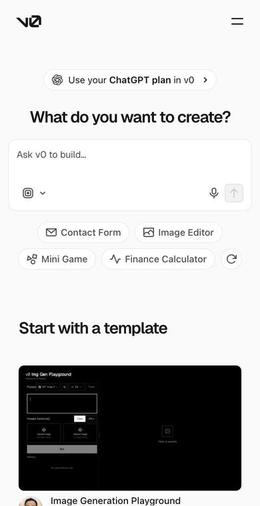 v0
Use your ChatGPT plan in v0
What do you want to create?
Ask v0 to build...
Contact Form
Image Editor
Mini Game
Finance Calculator
Start with a template
v0 Img Gen Playground
Image Generation Playground